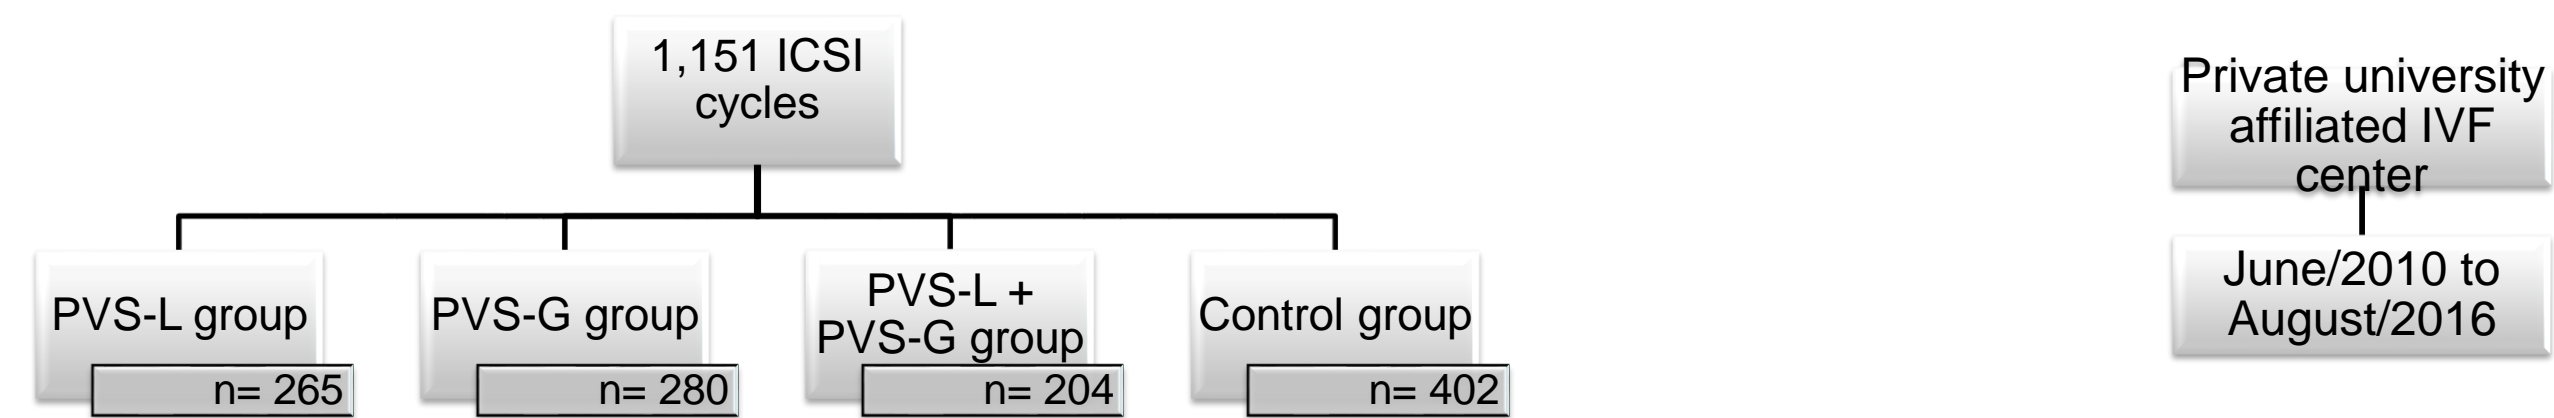 1,151 ICSI
cycles
PVS-L group
n= 265
PVS-G group
n= 280
PVS-L +
PVS-G group
n= 204
Control group
n= 402
Private university
affiliated IVF
center
June/2010 to
August/2016